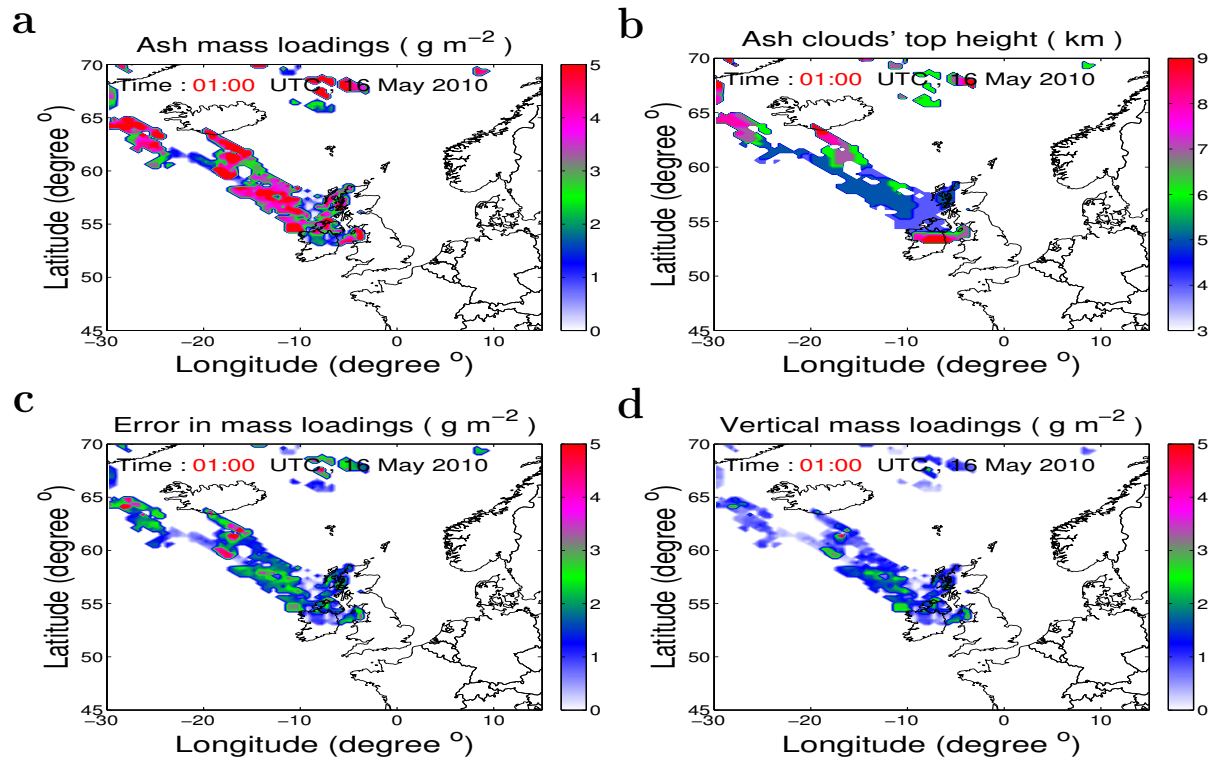 a
Ash mass loadings ( g m⁻² )
Time : 01:00 UTC, 16 May 2010
70
65
60
55
50
45
Latitude (degree °)
−30 −20 −10 0 10
Longitude (degree °)
5
4
3
2
1
0
b
Ash clouds' top height ( km )
Time : 01:00 UTC, 16 May 2010
70
65
60
55
50
45
Latitude (degree °)
−30 −20 −10 0 10
Longitude (degree °)
9
8
7
6
5
4
3
c
Error in mass loadings ( g m⁻² )
Time : 01:00 UTC, 16 May 2010
70
65
60
55
50
45
Latitude (degree °)
−30 −20 −10 0 10
Longitude (degree °)
5
4
3
2
1
0
d
Vertical mass loadings ( g m⁻² )
Time : 01:00 UTC, 16 May 2010
70
65
60
55
50
45
Latitude (degree °)
−30 −20 −10 0 10
Longitude (degree °)
5
4
3
2
1
0